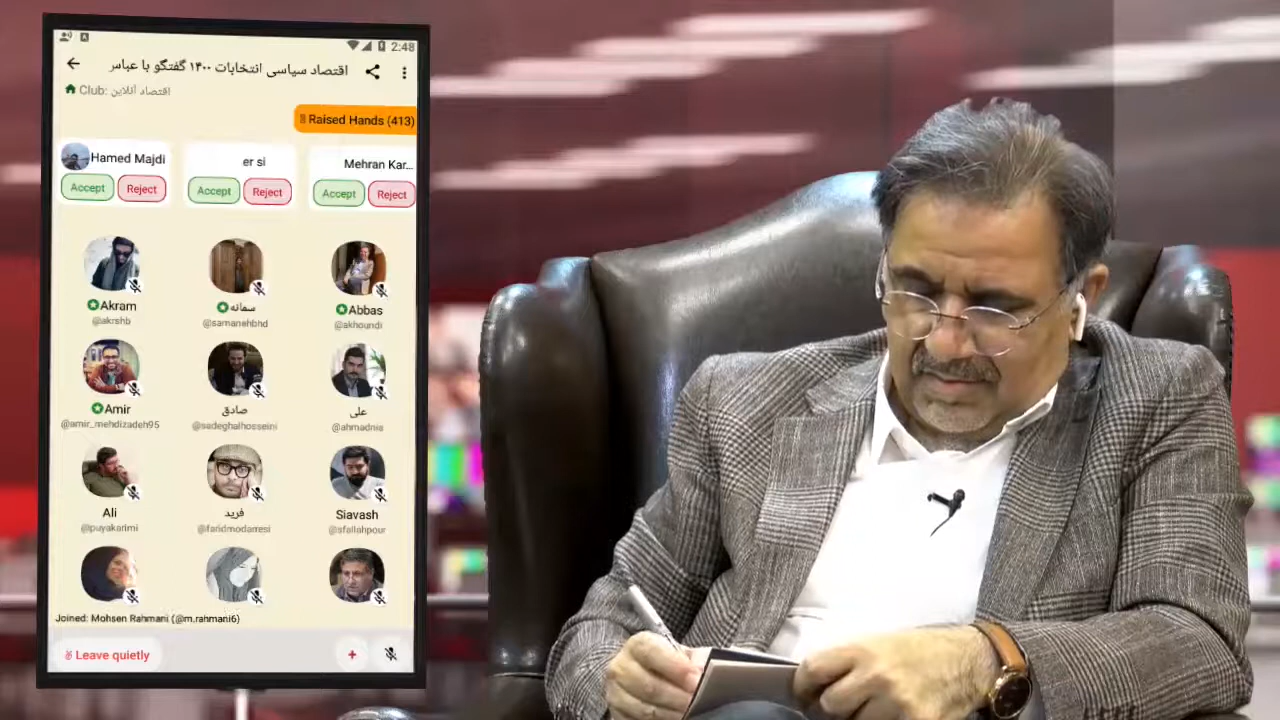 2:48
اقتصاد سیاسی انتخابات ۱۴۰۰ گفتگو با عباس
Club: اقتصاد آنلاین
Raised Hands (413)
Hamed Majdi
er si
Mehran Kar...
Accept Reject Accept Reject Accept Reject
Akram سمانه Abbas
@akrshb @samanehbhd @akhoundi
Amir صادق علی
@amir_mehdizadeh95 @sadeghalhosseini @ahmadnia
Ali فرید Siavash
@puyakarimi @faridmodarresi @sfallahpour
Joined: Mohsen Rahmani (@m.rahmani6)
Leave quietly +